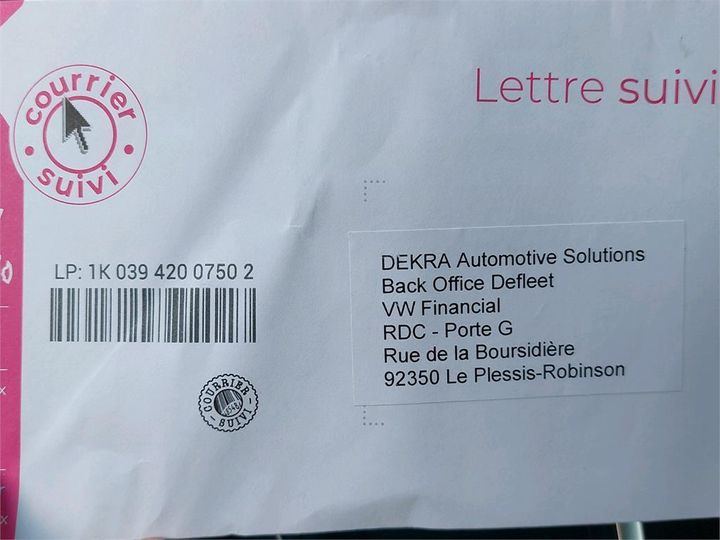 courrier
suivi
Lettre suivi
LP: 1K 039 420 0750 2
DEKRA Automotive Solutions
Back Office Defleet
VW Financial
RDC - Porte G
Rue de la Boursidière
92350 Le Plessis-Robinson
COURRIER
SUIVI